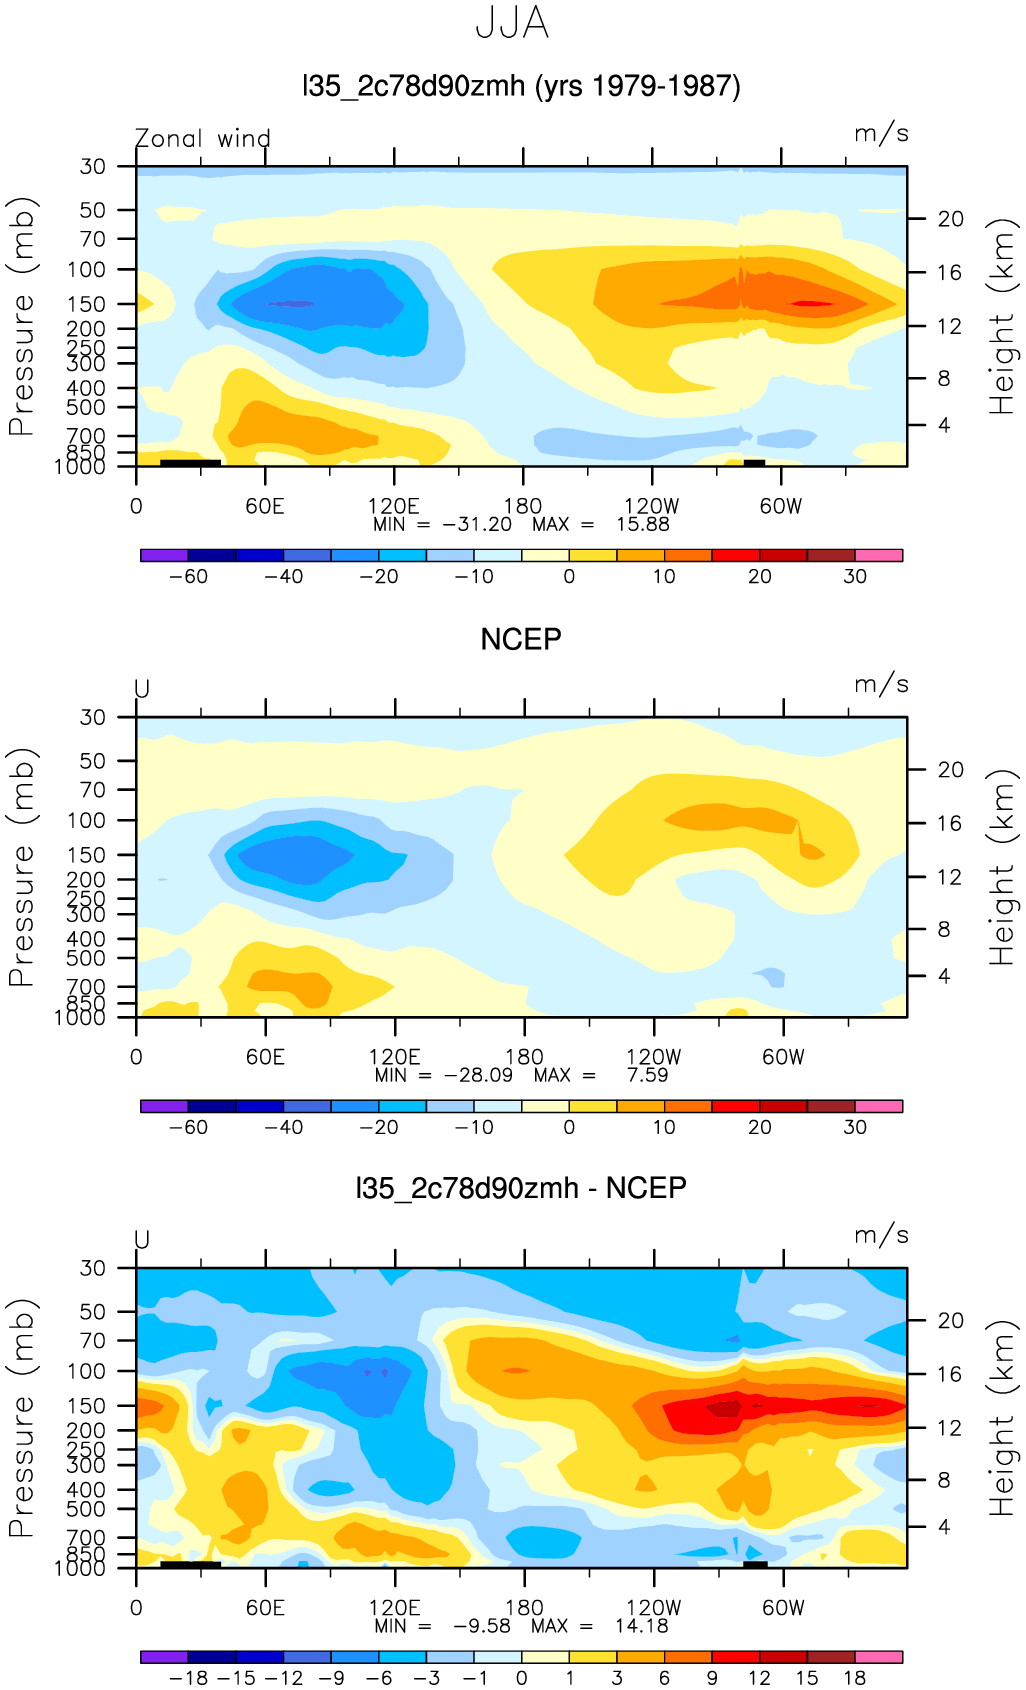 JJA
l35_2c78d90zmh (yrs 1979-1987)
Zonal wind
m/s
30
50
70
100
150
200
250
300
400
500
700
850
1000
Pressure (mb)
20
16
12
8
4
Height (km)
0 60E 120E 180 120W 60W
MIN = -31.20 MAX = 15.88
-60 -40 -20 -10 0 10 20 30
NCEP
U
m/s
30
50
70
100
150
200
250
300
400
500
700
850
1000
Pressure (mb)
20
16
12
8
4
Height (km)
0 60E 120E 180 120W 60W
MIN = -28.09 MAX = 7.59
-60 -40 -20 -10 0 10 20 30
l35_2c78d90zmh - NCEP
U
m/s
30
50
70
100
150
200
250
300
400
500
700
850
1000
Pressure (mb)
20
16
12
8
4
Height (km)
0 60E 120E 180 120W 60W
MIN = -9.58 MAX = 14.18
-18 -15 -12 -9 -6 -3 -1 0 1 3 6 9 12 15 18